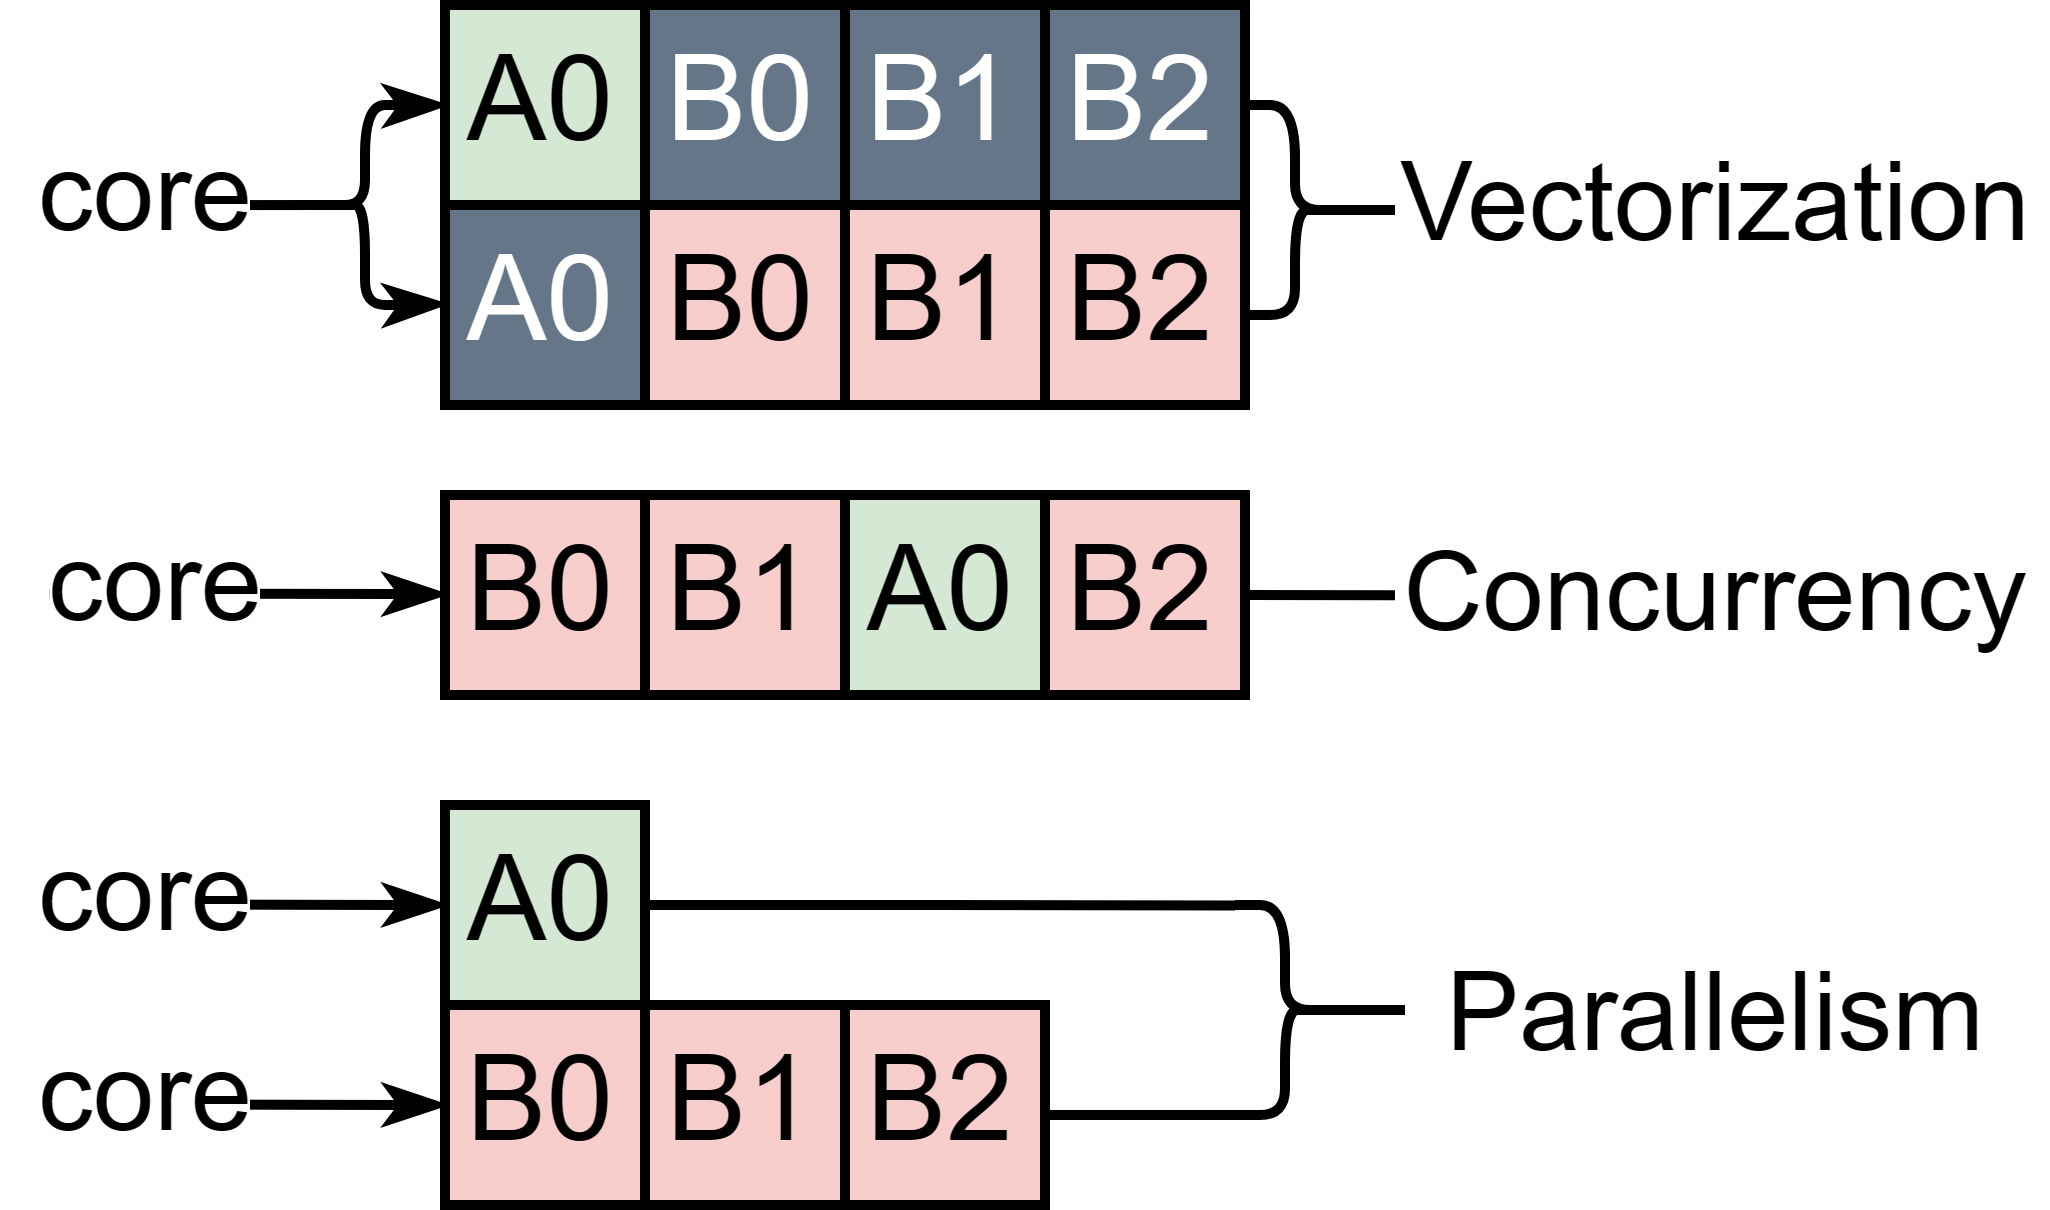 A0 B0 B1 B2
core Vectorization
A0 B0 B1 B2
core B0 B1 A0 B2 Concurrency
core A0
Parallelism
core B0 B1 B2